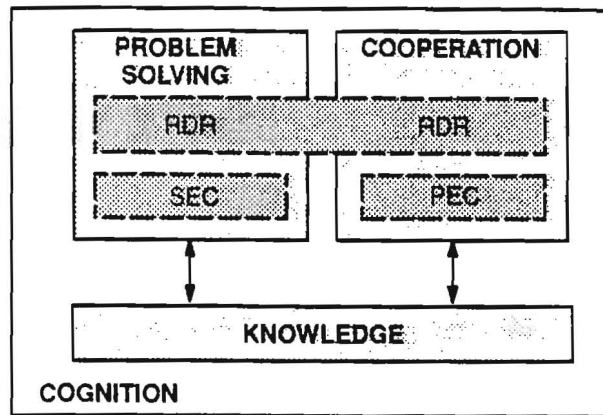 PROBLEM
SOLVING
COOPERATION
RDR
RDR
SEC
PEC
KNOWLEDGE
COGNITION